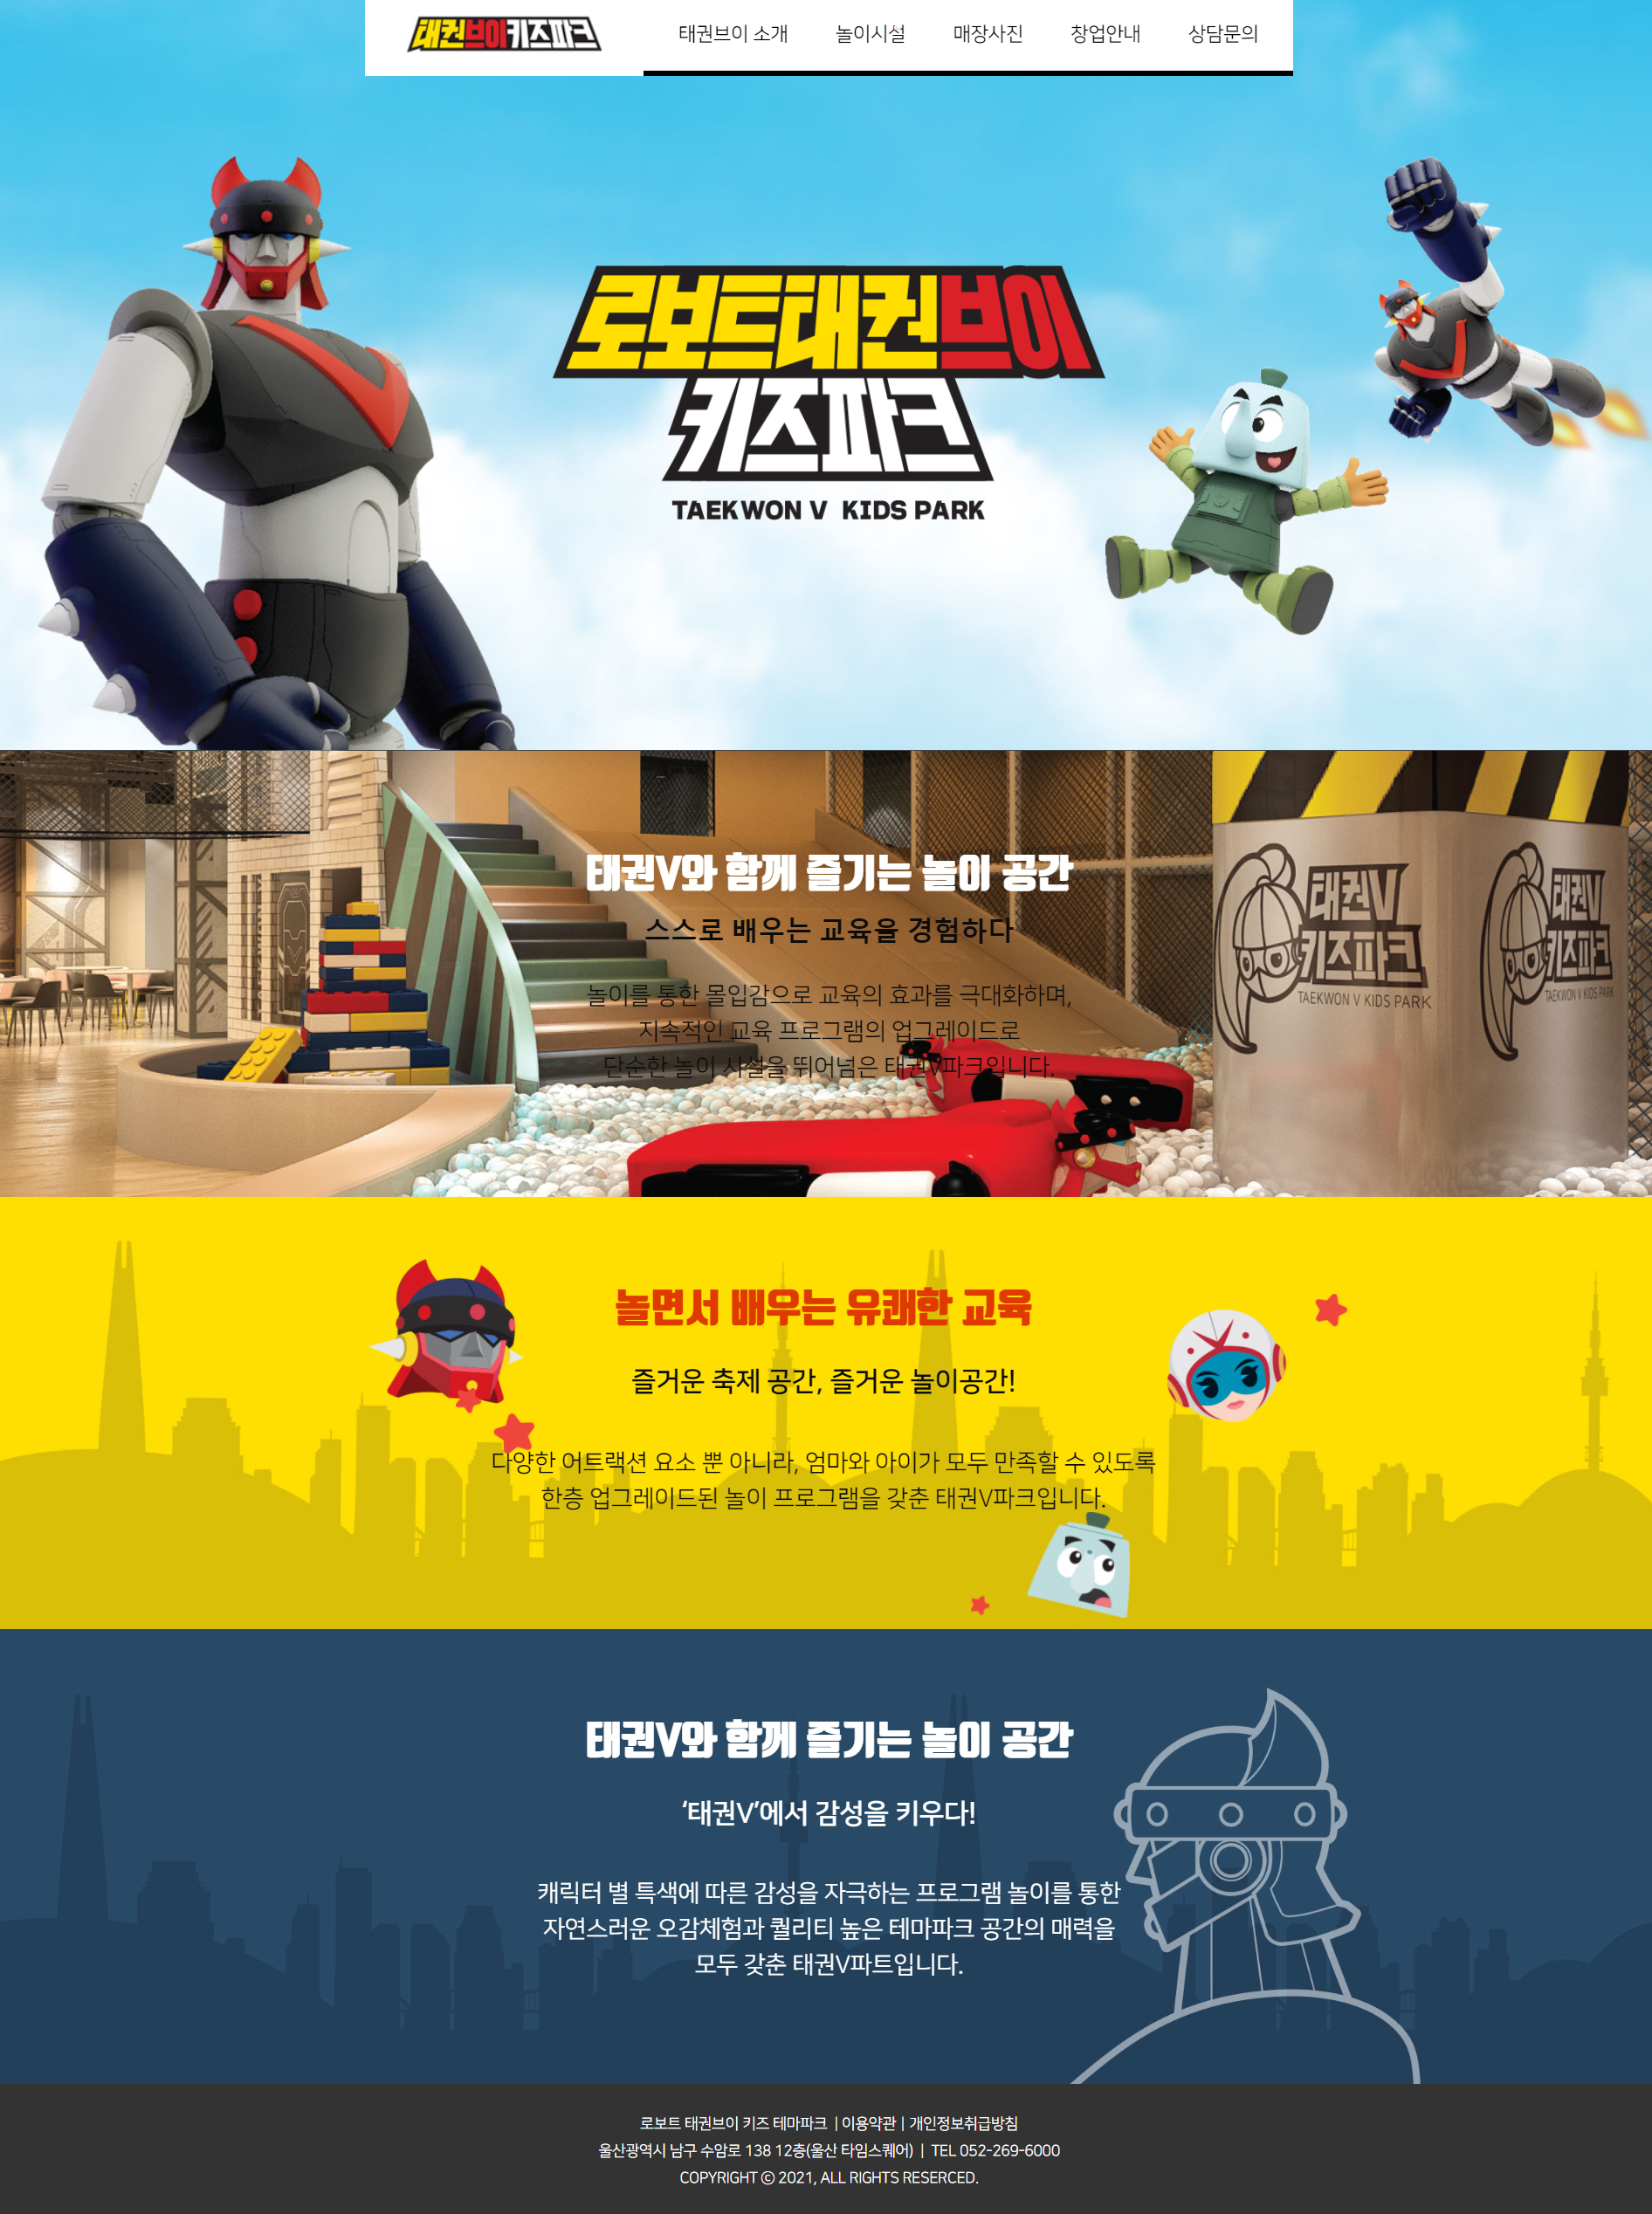 태권브이키즈파크
태권브이 소개 놀이시설 매장사진 창업안내 상담문의
로보트태권브이
키즈파크
TAEKWON V KIDS PARK
태권V와 함께 즐기는 놀이 공간
스스로 배우는 교육을 경험하다
놀이를 통한 몰입감으로 교육의 효과를 극대화하며,
지속적인 교육 프로그램의 업그레이드로
단순한 놀이 시설을 뛰어넘은 태권V파크입니다.
태권V
키즈파크
TAEKWON V KIDS PARK
태권V
키즈파크
TAEKWON V KIDS PARK
놀면서 배우는 유쾌한 교육
즐거운 축제 공간, 즐거운 놀이공간!
다양한 어트랙션 요소 뿐 아니라, 엄마와 아이가 모두 만족할 수 있도록
한층 업그레이드된 놀이 프로그램을 갖춘 태권V파크입니다.
태권V와 함께 즐기는 놀이 공간
‘태권V’에서 감성을 키우다!
캐릭터 별 특색에 따른 감성을 자극하는 프로그램 놀이를 통한
자연스러운 오감체험과 퀄리티 높은 테마파크 공간의 매력을
모두 갖춘 태권V파트입니다.
로보트 태권브이 키즈 테마파크 | 이용약관 | 개인정보취급방침
울산광역시 남구 수암로 138 12층(울산 타임스퀘어) | TEL 052-269-6000
COPYRIGHT ⓒ 2021, ALL RIGHTS RESERCED.